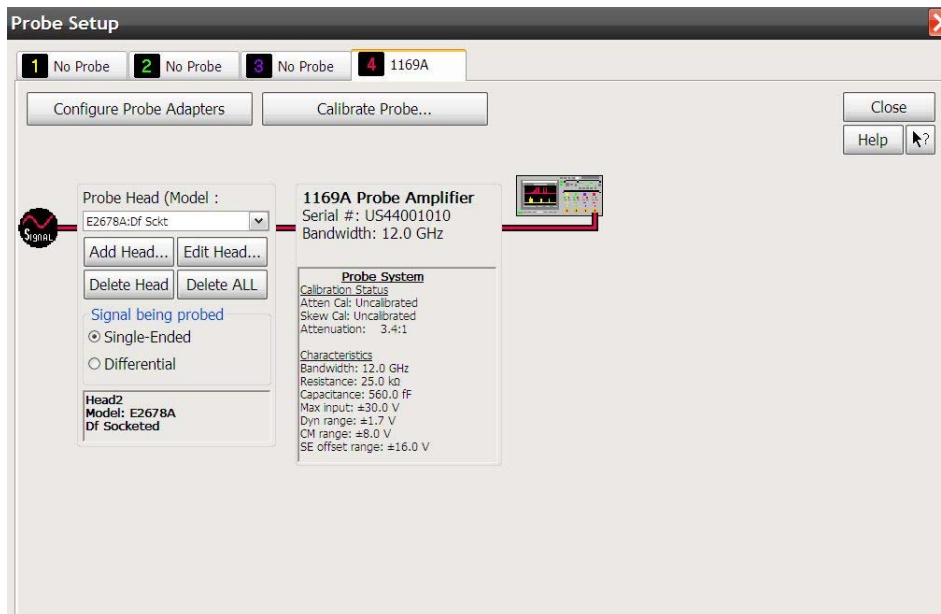 Probe Setup
1 No Probe
2 No Probe
3 No Probe
4 1169A
Configure Probe Adapters
Calibrate Probe...
Close
Help
?
Probe Head (Model :
E2678A:Df Sckt
Add Head...
Edit Head...
Delete Head
Delete ALL
Signal being probed
Single-Ended
Differential
Head2
Model: E2678A
Df Socketed
SIGNAL
1169A Probe Amplifier
Serial #: US44001010
Bandwidth: 12.0 GHz
Probe System
Calibration Status
Atten Cal: Uncalibrated
Skew Cal: Uncalibrated
Attenuation: 3.4:1
Characteristics
Bandwidth: 12.0 GHz
Resistance: 25.0 kΩ
Capacitance: 560.0 fF
Max input: ±30.0 V
Dyn range: ±1.7 V
CM range: ±8.0 V
SE offset range: ±16.0 V